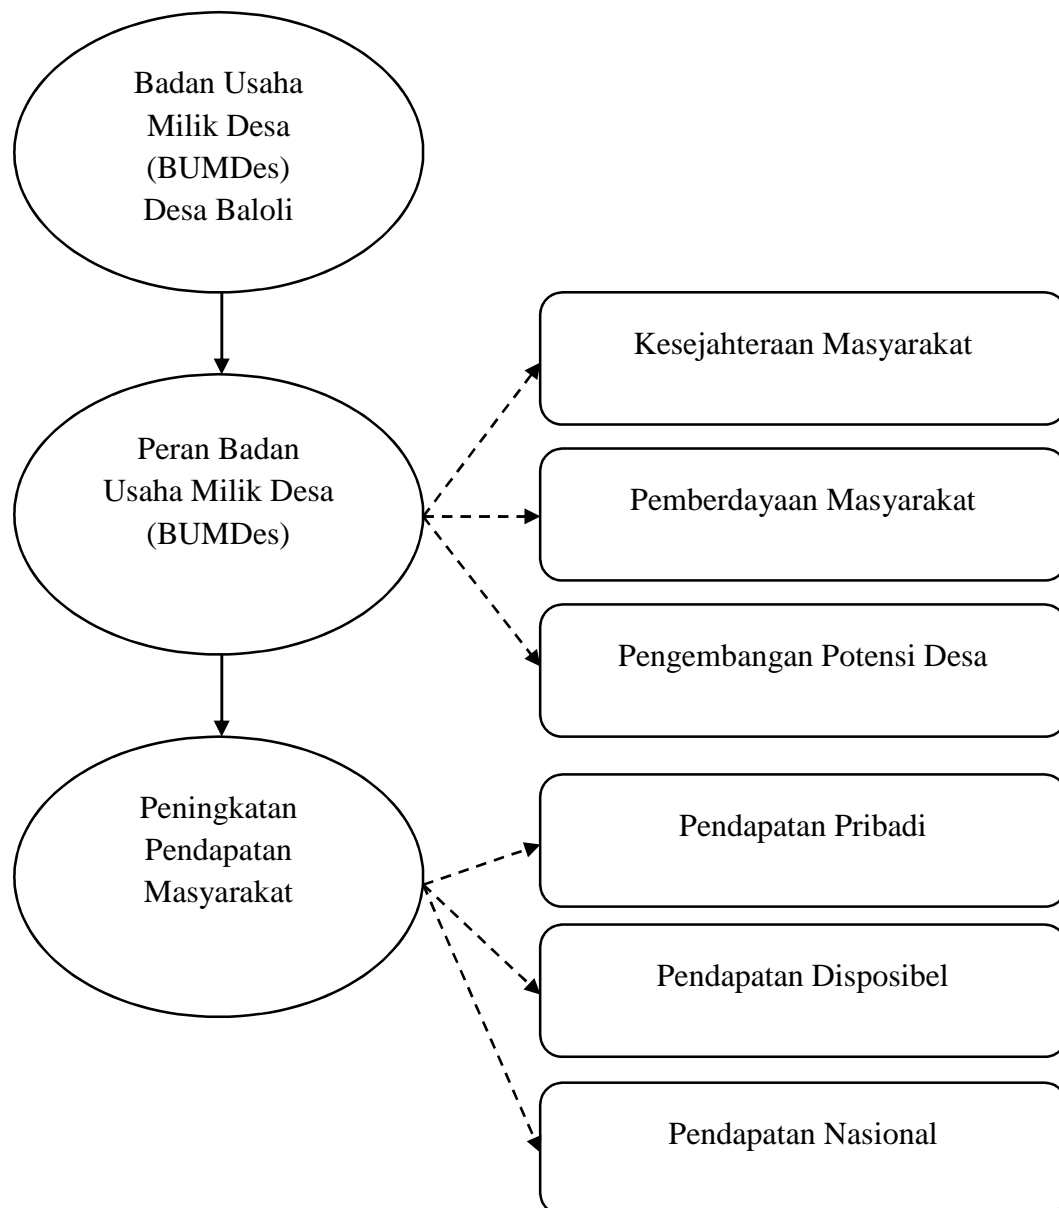 Badan Usaha
Milik Desa
(BUMDes)
Desa Baloli
Kesejahteraan Masyarakat
Peran Badan
Usaha Milik Desa
(BUMDes)
Pemberdayaan Masyarakat
Pengembangan Potensi Desa
Peningkatan
Pendapatan
Masyarakat
Pendapatan Pribadi
Pendapatan Disposibel
Pendapatan Nasional